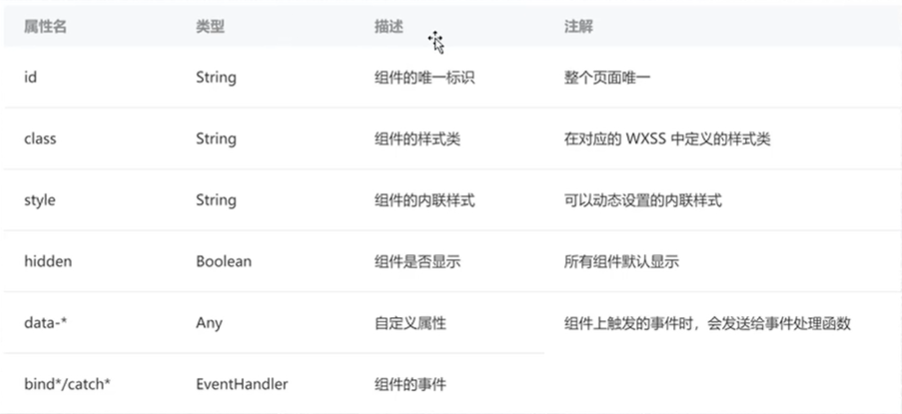 属性名 类型 描述 注解
id String 组件的唯一标识 整个页面唯一
class String 组件的样式类 在对应的 WXSS 中定义的样式类
style String 组件的内联样式 可以动态设置的内联样式
hidden Boolean 组件是否显示 所有组件默认显示
data-* Any 自定义属性 组件上触发的事件时，会发送给事件处理函数
bind*/catch* EventHandler 组件的事件